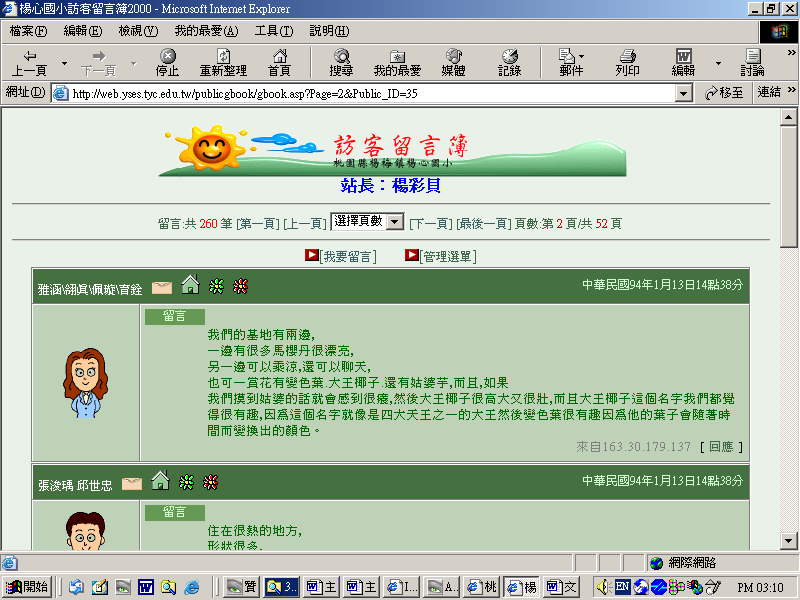 楊心國小訪客留言簿2000 - Microsoft Internet Explorer
檔案(F) 編輯(E) 檢視(V) 我的最愛(A) 工具(T) 說明(H)
上一頁 下一頁 停止 重新整理 首頁 搜尋 我的最愛 媒體 記錄 郵件 列印 編輯 討論
網址(D) http://web.yses.tyc.edu.tw/publicgbook/gbook.asp?Page=2&Public_ID=35 移至 連結
訪客留言簿
桃園縣楊梅鎮楊心國小
站長：楊彩貝
留言:共 260 筆 [第一頁] [上一頁] 選擇頁數 [下一頁] [最後一頁] 頁數:第 2 頁/共 52 頁
[我要留言] [管理選單]
雅涵\翊真\佩璇\育銓 中華民國94年1月13日14點38分
留言
我們的基地有兩邊,
一邊有很多馬櫻丹很漂亮,
另一邊可以乘涼,還可以聊天,
也可一賞花有變色葉.大王椰子.還有姑婆芋,而且,如果
我們摸到姑婆的話就會感到很癢,然後大王椰子很高大又很壯,而且大王椰子這個名字我們都覺
得很有趣,因為這個名字就像是四大天王之一的大王然後變色葉很有趣因為他的葉子會隨著時
間而變換出的顏色。
來自163.30.179.137 [ 回應 ]
張浚瑀 邱世忠 中華民國94年1月13日14點38分
留言
住在很熱的地方,
形狀很多.
網際網路
開始 W 贊 3.. 主 主 I... A.. 桃 楊 文 EN PM 03:10